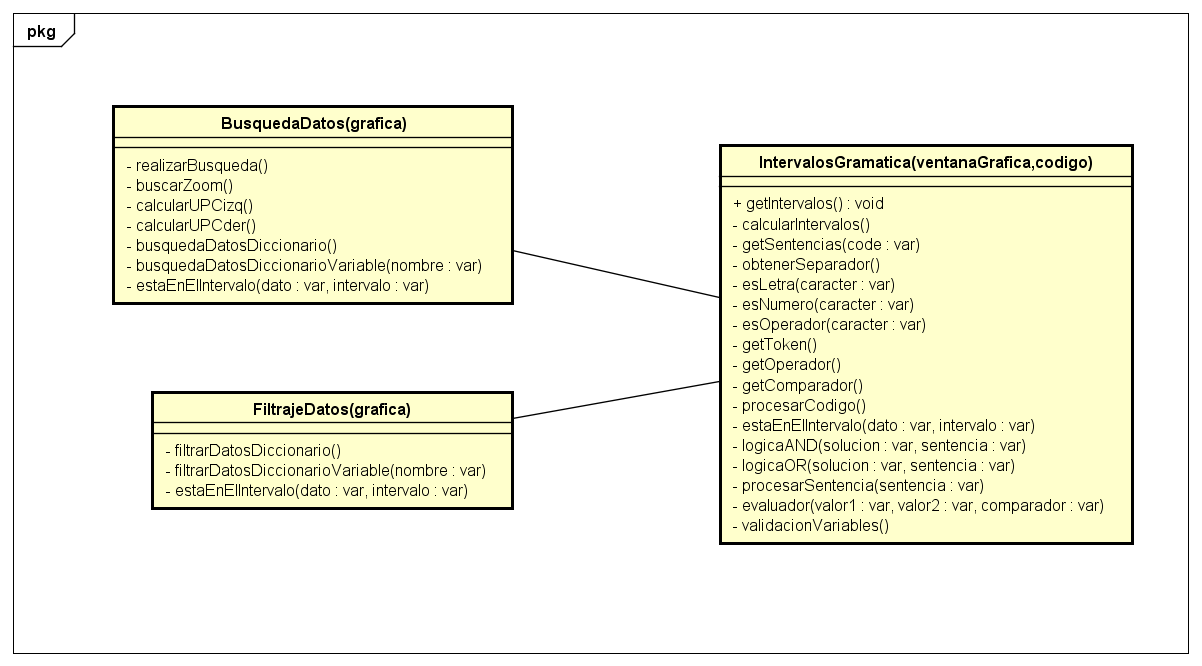 pkg
BusquedaDatos(grafica)
- realizarBusqueda()
- buscarZoom()
- calcularUPCizq()
- calcularUPCder()
- busquedaDatosDiccionario()
- busquedaDatosDiccionarioVariable(nombre : var)
- estaEnElIntervalo(dato : var, intervalo : var)
FiltrajeDatos(grafica)
- filtrarDatosDiccionario()
- filtrarDatosDiccionarioVariable(nombre : var)
- estaEnElIntervalo(dato : var, intervalo : var)
IntervalosGramatica(ventanaGrafica,codigo)
+ getIntervalos() : void
- calcularIntervalos()
- getSentencias(code : var)
- obtenerSeparador()
- esLetra(caracter : var)
- esNumero(caracter : var)
- esOperador(caracter : var)
- getToken()
- getOperador()
- getComparador()
- procesarCodigo()
- estaEnElIntervalo(dato : var, intervalo : var)
- logicaAND(solucion : var, sentencia : var)
- logicaOR(solucion : var, sentencia : var)
- procesarSentencia(sentencia : var)
- evaluador(valor1 : var, valor2 : var, comparador : var)
- validacionVariables()